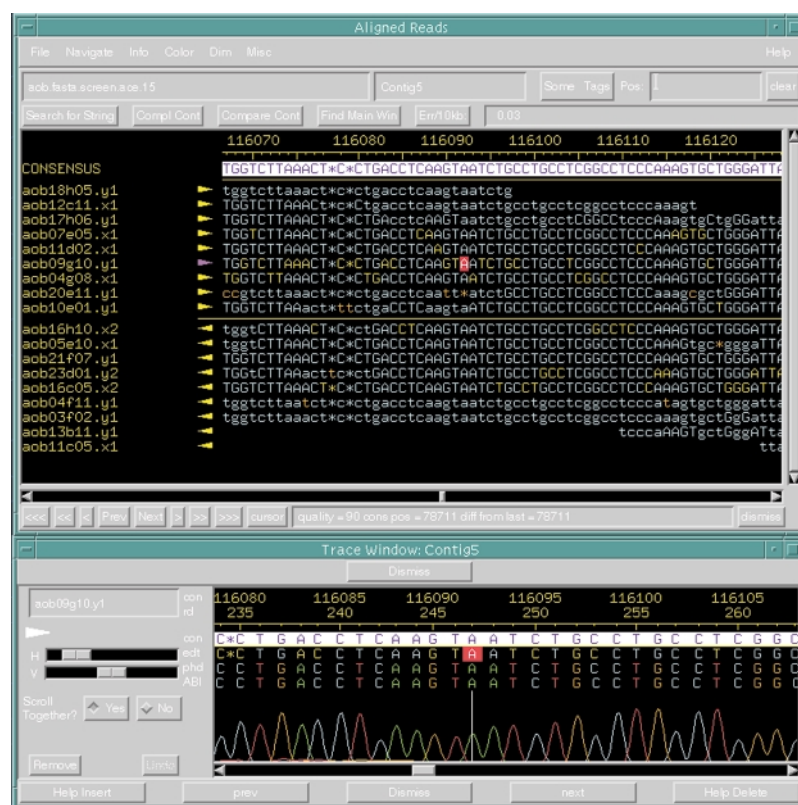 Aligned Reads
File Navigate Info Color Dim Misc Help
aob.fasta.screen.ace.15 Contig5 Some Tags Pos: clear
Search for String Compl Cont Compare Cont Find Main Win Err/10kb: 0.03
116070 116080 116090 116100 116110 116120
CONSENSUS TGGTCTTAAACT*C*CTGACCTCAAGTAATCTGCCTGCCTCGGCCTCCCAAAGTGCTGGGATTA
aob18h05.y1 tggtcttaaact*c*ctgacctcaagtaatctg
aob12c11.x1 TGGTCTTAAACT*C*CTGACCTCAAGTaatctgcctgcctcggcctcccaaagt
aob17h06.y1 TGGTCTTAAACT*C*CTGAcctcAAGTaatctgcctgcctCGGCCTcccAaagtgCtgGGatta
aob07e05.x1 TGGTCTTAAACT*C*CTGACCTCAAGTAATCTGCCTGCCTCGGCCTCCCAAAGTGCTGGGATTA
aob11d02.x1 TGGTCTTAAACT*C*CTGACCTCAAGTAATCTGCCTGCCTCGGCCTCCCAAAGTGCTGGGATTA
aob09g10.y1 TGGTCTTAAACT*C*CTGACCTCAAGTAATCTGCCTGCCTCGGCCTCCCAAAGTGCTGGGATTA
aob04g08.x1 TGGTCTTAAACT*C*CTGACCTCAAGTAATCTGCCTGCCTCGGCCTCCCAAAGTGCTGGGATTA
aob20e11.y1 ccgtcttaaact*c*ctgacctcaatt*atctGCCTGCCTCGGCCTCCCaaagcgctGGGATTA
aob10e01.y1 TGGTCTTAAact*ttctgaCCTCaagtaATCTGCCTGCCTCGGCCTCCCAAAGTGCTGGGATTA
aob16h10.x2 tggtCTTAAACT*C*ctGACCTCAAGTAATCTGCCTGCCTCGGCCTCCCAAAGTGCTGGGATTA
aob05e10.x1 tggTCTTAAACT*C*CTGACCTCAAGTAATCTGCCTGCCTCGGCCTCCCAAAGTgc*ggggaTTA
aob21f07.y1 TGGTCTTAAACT*C*CTGACCTCAAGTAATCTGCCTGCCTCGGCCTCCCAAAGTGCTGGGATTA
aob23d01.y2 TGGTCTTAAacttc*ctGACCTCAAGTAATCTGCCTGCCTCGGCCTCCCAAAGTGCTGGGATTA
aob16c05.x2 TGGTCTTAAACT*C*CTGACCTCAAGTAATCTGCCTGCCTCGGCCTCCCAAAGTGCTGGGATTA
aob04f11.y1 tggtcttaatct*c*ctgacctcaagtaatctgcctgcctcggcctcccatagtgctgggatta
aob03f02.y1 tggtcttaaact*c*ctgacctcaagtaatctgcctgcctcggcctcccaaagtgctGgGatta
aob13b11.y1 tcccaAAGTgctGggATta
aob11c05.x1 tta
<<< << < Prev Next > >> >>> cursor quality = 90 cons pos = 78711 diff from last = 78711 dismiss
Trace Window: Contig5
Dismiss
aob09g10.y1
con 116080 116085 116090 116095 116100 116105
rd 235 240 245 250 255 260
con C*CTGACCTCAAGTAATCTGCCTGCCTCGGC
edt C*CTGACCTCAAGTAATCTGCCTGCCTCGGC
phd C CTGACCTCAAGTAATCTGCCTGCCTCGGC
ABI C CTGACCTCAAGTAATCTGCCTGCCTCGGC
H
V
Scroll Together? Yes No
Remove Undo
Help Insert prev Dismiss next Help Delete